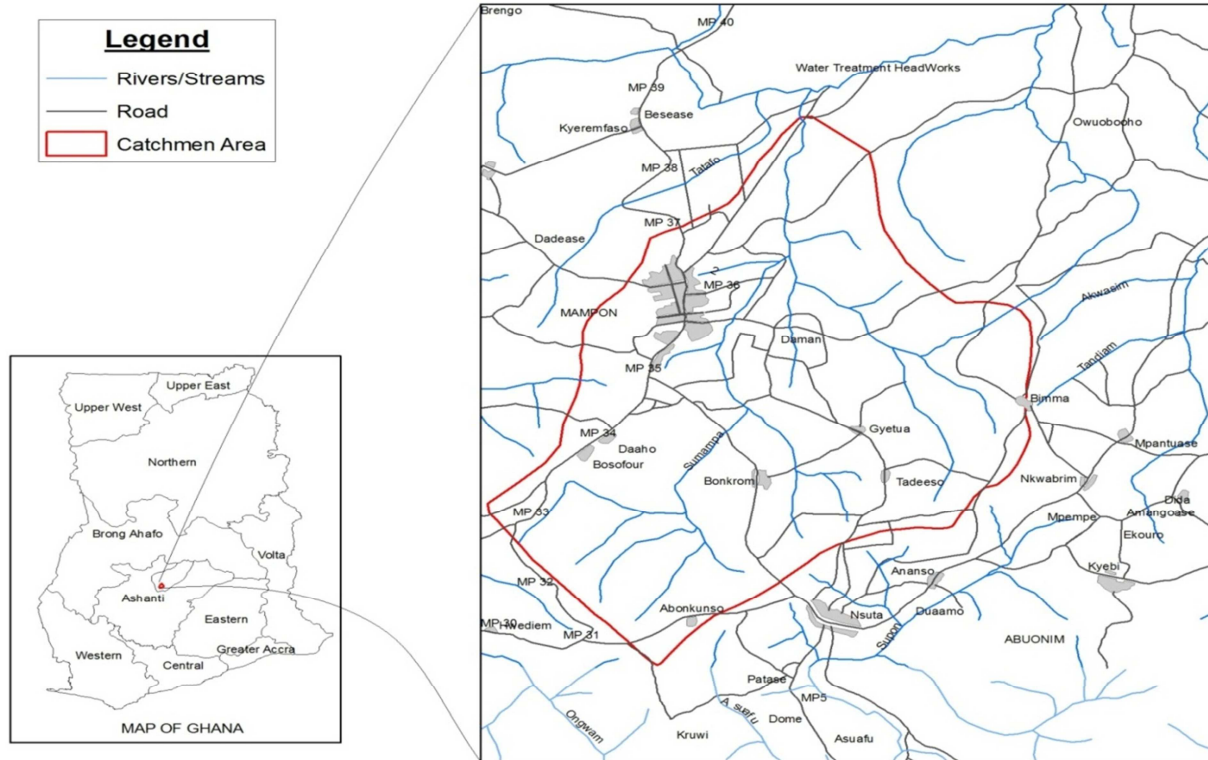 Legend
Rivers/Streams
Road
Catchmen Area
Upper East
Upper West
Northern
Brong Ahafo
Volta
Ashanti
Eastern
Greater Accra
Western
Central
MAP OF GHANA
Brengo
MP 40
Water Treatment HeadWorks
MP 39
Besease
Kyeremfaso
Owuobooho
MP 38
Tatafo
MP 37
Dadease
2
MP 36
Akwasim
MAMPON
Daman
Tandiam
MP 35
Bimma
MP 34
Daaho
Gyetua
Mpantuase
Bosofour
Sumampa
Bonkrom
Tadeeso
Nkwabrim
Dida
MP 33
Mpempe
Amangoase
Ekouro
MP 32
Ananso
Kyebi
Abonkunso
Nsuta
Duaamo
MP 30
Hwediem
MP 31
Supon
ABUONIM
Patase
MP5
Ongwam
A suafu
Dome
Kruwi
Asuafu